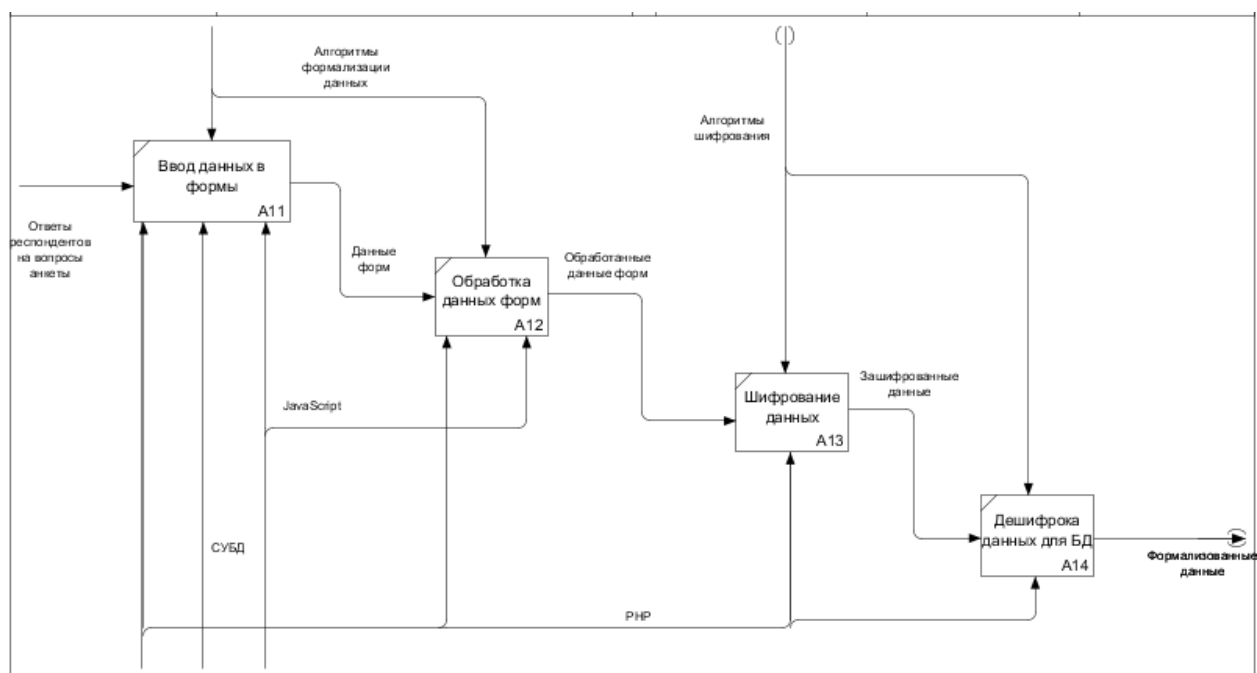 Алгоритмы
формализации
данных
Алгоритмы
шифрования
Ввод данных в
формы
A11
Ответы
респондентов
на вопросы
анкеты
Данные
форм
Обработка
данных форм
A12
Обработанные
данные форм
Шифрование
данных
A13
Зашифрованные
данные
JavaScript
СУБД
Дешифрока
данных для БД
A14
Формализованные
данные
PHP